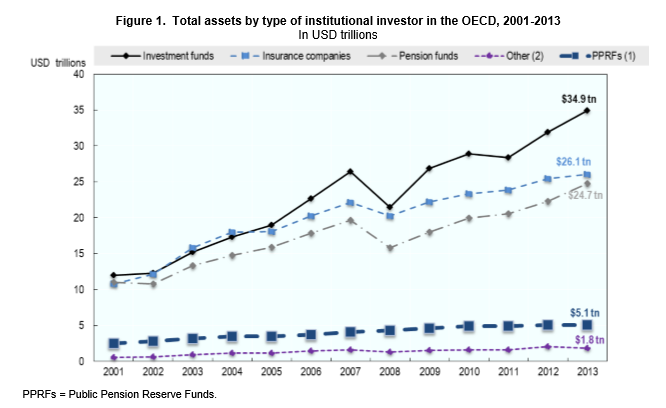 Figure 1. Total assets by type of institutional investor in the OECD, 2001-2013
In USD trillions
Investment funds Insurance companies Pension funds Other (2) PPRFs (1)
USD trillions
40
35
30
25
20
15
10
5
0
$34.9 tn
$26.1 tn
$24.7 tn
$5.1 tn
$1.8 tn
2001 2002 2003 2004 2005 2006 2007 2008 2009 2010 2011 2012 2013
PPRFs = Public Pension Reserve Funds.